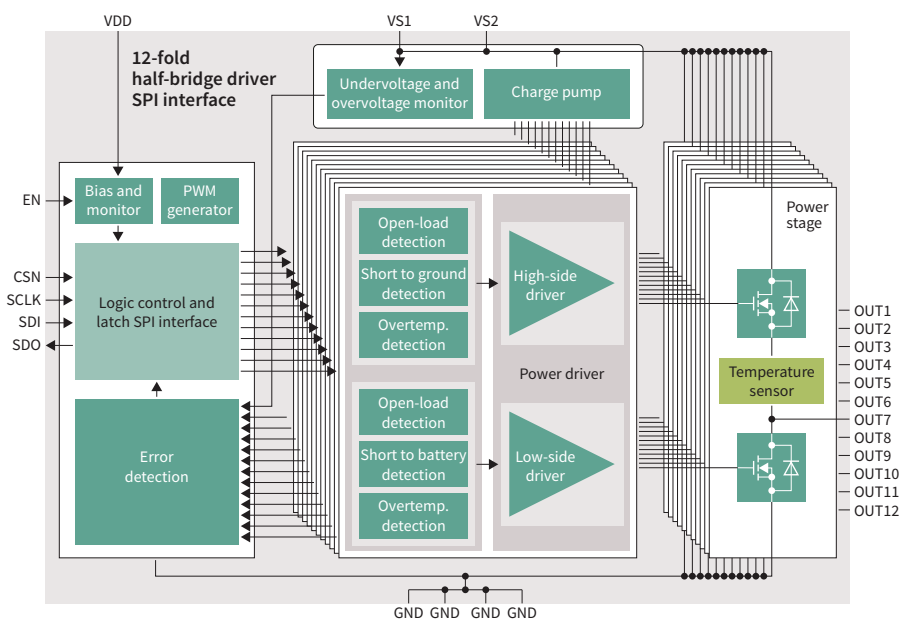 VDD
VS1
VS2
12-fold
half-bridge driver
SPI interface
Undervoltage and
overvoltage monitor
Charge pump
EN
Bias and
monitor
PWM
generator
CSN
SCLK
SDI
SDO
Logic control and
latch SPI interface
Error
detection
Open-load
detection
Short to ground
detection
Overtemp.
detection
High-side
driver
Power driver
Open-load
detection
Short to battery
detection
Overtemp.
detection
Low-side
driver
Power
stage
Temperature
sensor
OUT1
OUT2
OUT3
OUT4
OUT5
OUT6
OUT7
OUT8
OUT9
OUT10
OUT11
OUT12
GND GND GND GND